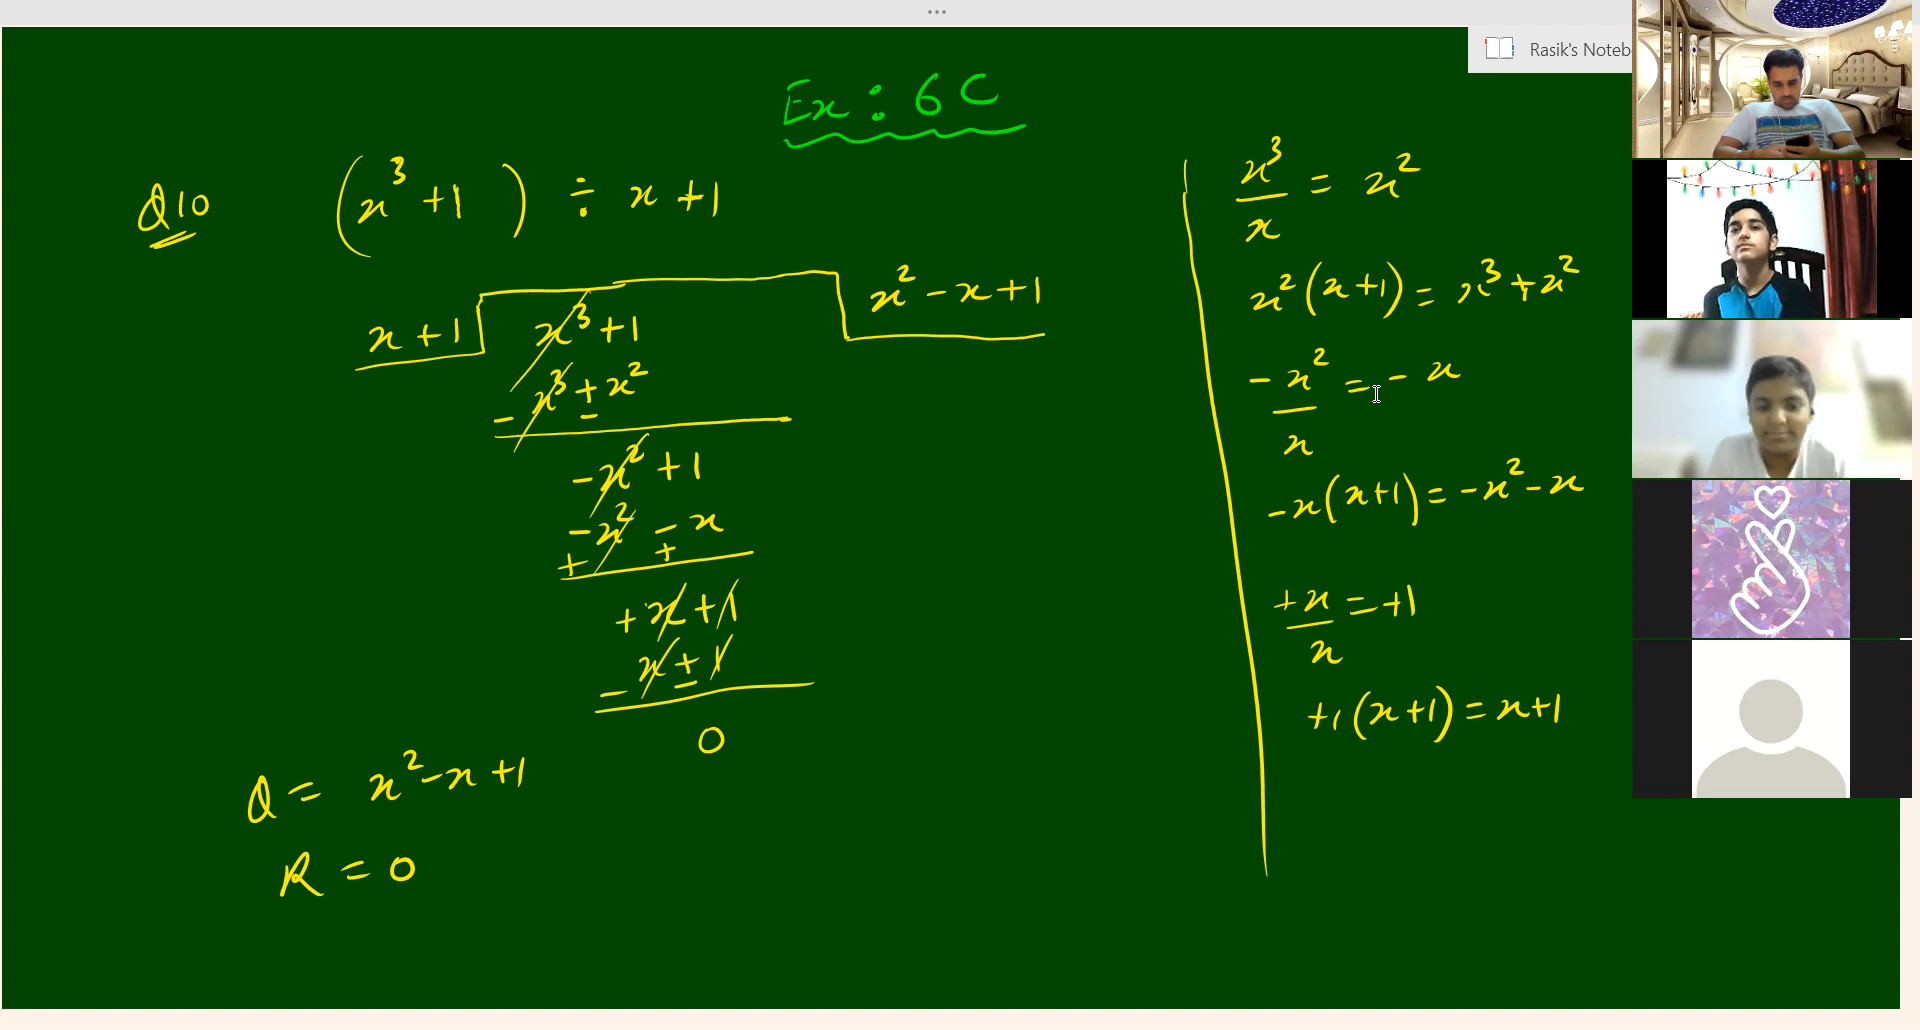 Rasik's Noteb
Ex : 6 C
Q10 (x³ + 1) ÷ x + 1
x² - x + 1
x + 1
x³ + 1
x³ + x²
- -
-x² + 1
-x² - x
+ +
+x + 1
x + 1
- -
0
Q = x² - x + 1
R = 0
x³/x = x²
x²(x+1) = x³ + x²
-x²/x = -x
-x(x+1) = -x² - x
+x/x = +1
+1(x+1) = x+1